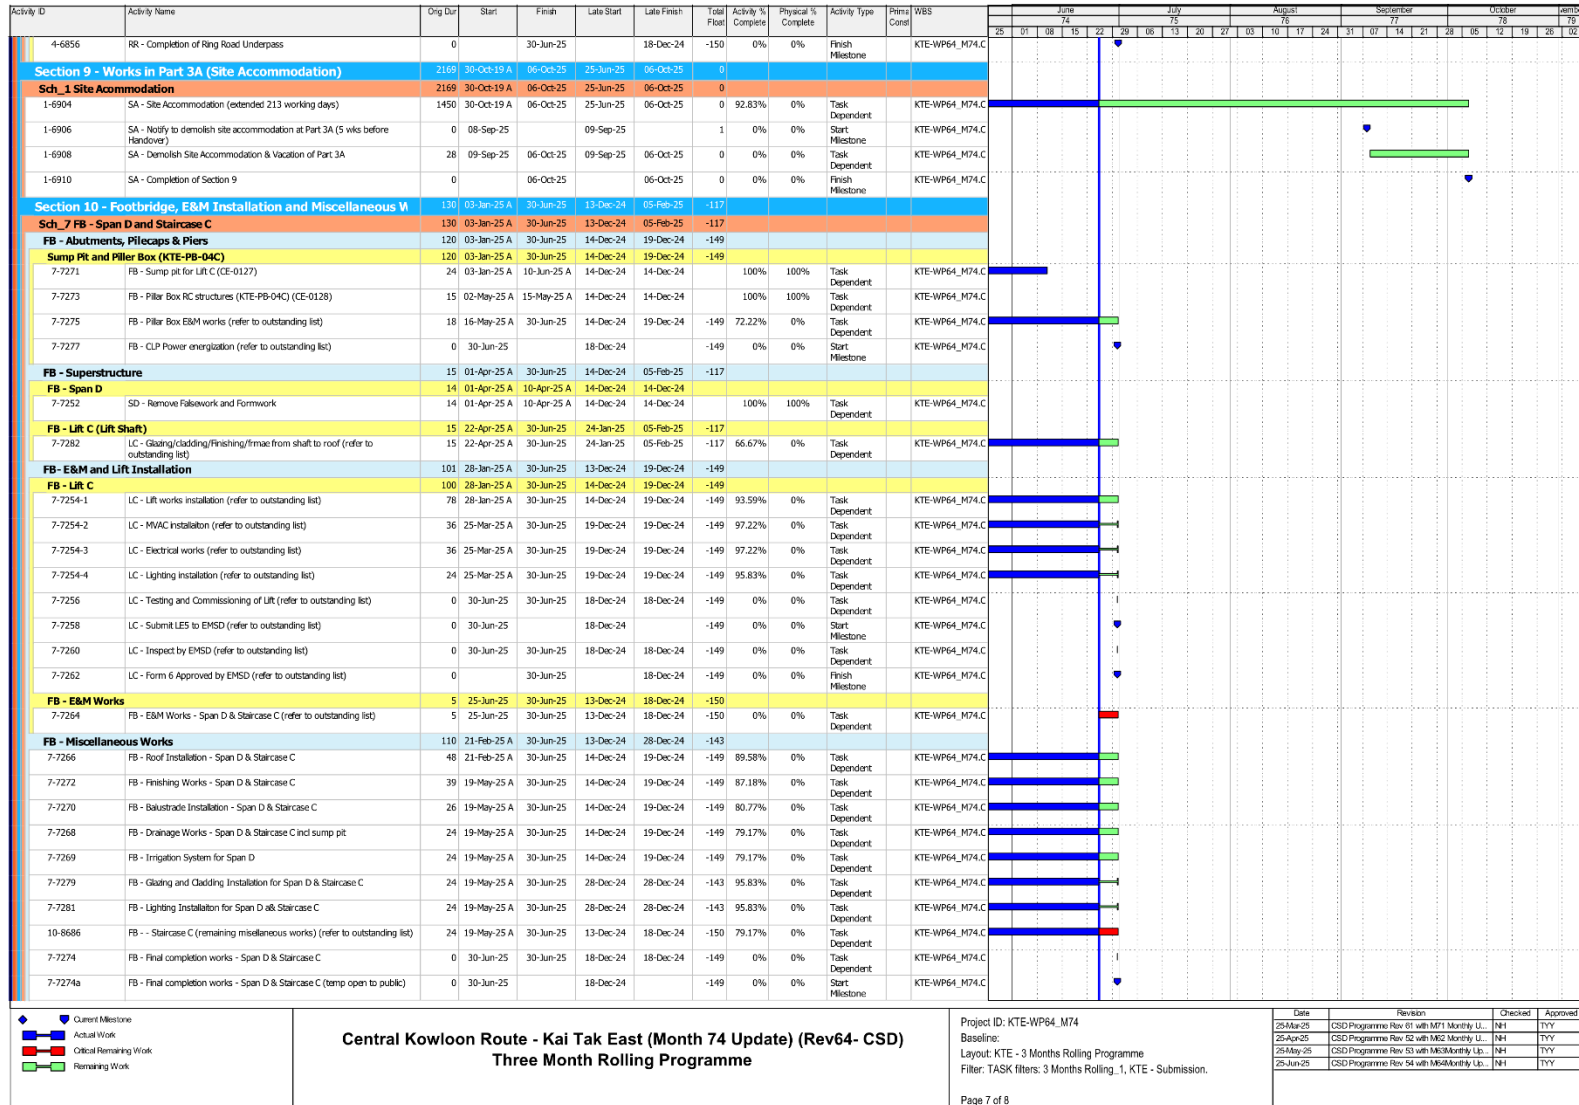 Activity ID Activity Name Orig Dur Start Finish Late Start Late Finish Total Float Activity % Complete Physical % Complete Activity Type Prima Const WBS June July August September October vemb
74 75 76 77 78 79
25 01 08 15 22 29 06 13 20 27 03 10 17 24 31 07 14 21 28 05 12 19 26 02
4-6856 RR - Completion of Ring Road Underpass 0 30-Jun-25 18-Dec-24 -150 0% 0% Finish Milestone KTE-WP64_M74.C
Section 9 - Works in Part 3A (Site Accommodation) 2169 30-Oct-19 A 06-Oct-25 25-Jun-25 06-Oct-25 0
Sch_1 Site Acommodation 2169 30-Oct-19 A 06-Oct-25 25-Jun-25 06-Oct-25 0
1-6904 SA - Site Accommodation (extended 213 working days) 1450 30-Oct-19 A 06-Oct-25 25-Jun-25 06-Oct-25 0 92.83% 0% Task Dependent KTE-WP64_M74.C
1-6906 SA - Notify to demolish site accommodation at Part 3A (5 wks before Handover) 0 08-Sep-25 09-Sep-25 1 0% 0% Start Milestone KTE-WP64_M74.C
1-6908 SA - Demolish Site Accommodation & Vacation of Part 3A 28 09-Sep-25 06-Oct-25 09-Sep-25 06-Oct-25 0 0% 0% Task Dependent KTE-WP64_M74.C
1-6910 SA - Completion of Section 9 0 06-Oct-25 06-Oct-25 0 0% 0% Finish Milestone KTE-WP64_M74.C
Section 10 - Footbridge, E&M Installation and Miscellaneous W 130 03-Jan-25 A 30-Jun-25 13-Dec-24 05-Feb-25 -117
Sch_7 FB - Span D and Staircase C 130 03-Jan-25 A 30-Jun-25 13-Dec-24 05-Feb-25 -117
FB - Abutments, Pilecaps & Piers 120 03-Jan-25 A 30-Jun-25 14-Dec-24 19-Dec-24 -149
Sump Pit and Piller Box (KTE-PB-04C) 120 03-Jan-25 A 30-Jun-25 14-Dec-24 19-Dec-24 -149
7-7271 FB - Sump pit for Lift C (CE-0127) 24 03-Jan-25 A 10-Jun-25 A 14-Dec-24 14-Dec-24 100% 100% Task Dependent KTE-WP64_M74.C
7-7273 FB - Pillar Box RC structures (KTE-PB-04C) (CE-0128) 15 02-May-25 A 15-May-25 A 14-Dec-24 14-Dec-24 100% 100% Task Dependent KTE-WP64_M74.C
7-7275 FB - Pillar Box E&M works (refer to outstanding list) 18 16-May-25 A 30-Jun-25 14-Dec-24 19-Dec-24 -149 72.22% 0% Task Dependent KTE-WP64_M74.C
7-7277 FB - CLP Power energization (refer to outstanding list) 0 30-Jun-25 18-Dec-24 -149 0% 0% Start Milestone KTE-WP64_M74.C
FB - Superstructure 15 01-Apr-25 A 30-Jun-25 14-Dec-24 05-Feb-25 -117
FB - Span D 14 01-Apr-25 A 10-Apr-25 A 14-Dec-24 14-Dec-24
7-7252 SD - Remove Falsework and Formwork 14 01-Apr-25 A 10-Apr-25 A 14-Dec-24 14-Dec-24 100% 100% Task Dependent KTE-WP64_M74.C
FB - Lift C (Lift Shaft) 15 22-Apr-25 A 30-Jun-25 24-Jan-25 05-Feb-25 -117
7-7282 LC - Glazing/cladding/Finishing/frmae from shaft to roof (refer to outstanding list) 15 22-Apr-25 A 30-Jun-25 24-Jan-25 05-Feb-25 -117 66.67% 0% Task Dependent KTE-WP64_M74.C
FB- E&M and Lift Installation 101 28-Jan-25 A 30-Jun-25 13-Dec-24 19-Dec-24 -149
FB - Lift C 100 28-Jan-25 A 30-Jun-25 14-Dec-24 19-Dec-24 -149
7-7254-1 LC - Lift works installation (refer to outstanding list) 78 28-Jan-25 A 30-Jun-25 14-Dec-24 19-Dec-24 -149 93.59% 0% Task Dependent KTE-WP64_M74.C
7-7254-2 LC - MVAC installaiton (refer to outstanding list) 36 25-Mar-25 A 30-Jun-25 19-Dec-24 19-Dec-24 -149 97.22% 0% Task Dependent KTE-WP64_M74.C
7-7254-3 LC - Electrical works (refer to outstanding list) 36 25-Mar-25 A 30-Jun-25 19-Dec-24 19-Dec-24 -149 97.22% 0% Task Dependent KTE-WP64_M74.C
7-7254-4 LC - Lighting installation (refer to outstanding list) 24 25-Mar-25 A 30-Jun-25 19-Dec-24 19-Dec-24 -149 95.83% 0% Task Dependent KTE-WP64_M74.C
7-7256 LC - Testing and Commissioning of Lift (refer to outstanding list) 0 30-Jun-25 30-Jun-25 18-Dec-24 18-Dec-24 -149 0% 0% Task Dependent KTE-WP64_M74.C
7-7258 LC - Submit LE5 to EMSD (refer to outstanding list) 0 30-Jun-25 18-Dec-24 -149 0% 0% Start Milestone KTE-WP64_M74.C
7-7260 LC - Inspect by EMSD (refer to outstanding list) 0 30-Jun-25 30-Jun-25 18-Dec-24 18-Dec-24 -149 0% 0% Task Dependent KTE-WP64_M74.C
7-7262 LC - Form 6 Approved by EMSD (refer to outstanding list) 0 30-Jun-25 18-Dec-24 -149 0% 0% Finish Milestone KTE-WP64_M74.C
FB - E&M Works 5 25-Jun-25 30-Jun-25 13-Dec-24 18-Dec-24 -150
7-7264 FB - E&M Works - Span D & Staircase C (refer to outstanding list) 5 25-Jun-25 30-Jun-25 13-Dec-24 18-Dec-24 -150 0% 0% Task Dependent KTE-WP64_M74.C
FB - Miscellaneous Works 110 21-Feb-25 A 30-Jun-25 13-Dec-24 28-Dec-24 -143
7-7266 FB - Roof Installation - Span D & Staircase C 48 21-Feb-25 A 30-Jun-25 14-Dec-24 19-Dec-24 -149 89.58% 0% Task Dependent KTE-WP64_M74.C
7-7272 FB - Finishing Works - Span D & Staircase C 39 19-May-25 A 30-Jun-25 14-Dec-24 19-Dec-24 -149 87.18% 0% Task Dependent KTE-WP64_M74.C
7-7270 FB - Balustrade Installation - Span D & Staircase C 26 19-May-25 A 30-Jun-25 14-Dec-24 19-Dec-24 -149 80.77% 0% Task Dependent KTE-WP64_M74.C
7-7268 FB - Drainage Works - Span D & Staircase C incl sump pit 24 19-May-25 A 30-Jun-25 14-Dec-24 19-Dec-24 -149 79.17% 0% Task Dependent KTE-WP64_M74.C
7-7269 FB - Irrigation System for Span D 24 19-May-25 A 30-Jun-25 14-Dec-24 19-Dec-24 -149 79.17% 0% Task Dependent KTE-WP64_M74.C
7-7279 FB - Glazing and Cladding Installation for Span D & Staircase C 24 19-May-25 A 30-Jun-25 28-Dec-24 28-Dec-24 -143 95.83% 0% Task Dependent KTE-WP64_M74.C
7-7281 FB - Lighting Installaiton for Span D a& Staircase C 24 19-May-25 A 30-Jun-25 28-Dec-24 28-Dec-24 -143 95.83% 0% Task Dependent KTE-WP64_M74.C
10-8686 FB - - Staircase C (remaining misellaneous works) (refer to outstanding list) 24 19-May-25 A 30-Jun-25 13-Dec-24 18-Dec-24 -150 79.17% 0% Task Dependent KTE-WP64_M74.C
7-7274 FB - Final completion works - Span D & Staircase C 0 30-Jun-25 30-Jun-25 18-Dec-24 18-Dec-24 -149 0% 0% Task Dependent KTE-WP64_M74.C
7-7274a FB - Final completion works - Span D & Staircase C (temp open to public) 0 30-Jun-25 18-Dec-24 -149 0% 0% Start Milestone KTE-WP64_M74.C
Current Milestone
Actual Work
Critical Remaining Work
Remaining Work
Central Kowloon Route - Kai Tak East (Month 74 Update) (Rev64- CSD)
Three Month Rolling Programme
Project ID: KTE-WP64_M74
Baseline:
Layout: KTE - 3 Months Rolling Programme
Filter: TASK filters: 3 Months Rolling_1, KTE - Submission.
Page 7 of 8
Date Revision Checked Approved
25-Mar-25 CSD Programme Rev 61 with M71 Monthly U... NH TYY
25-Apr-25 CSD Programme Rev 52 with M62 Monthly U... NH TYY
25-May-25 CSD Programme Rev 53 with M63Monthly Up... NH TYY
25-Jun-25 CSD Programme Rev 54 with M64Monthly Up... NH TYY